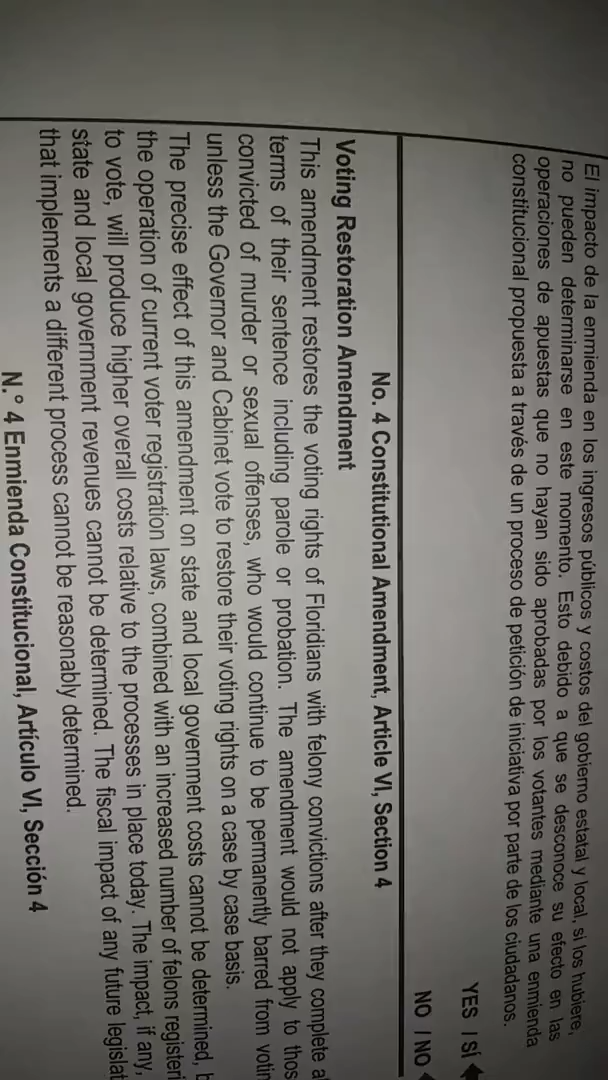 El impacto de la enmienda en los ingresos públicos y costos del gobierno estatal y local, si los hubiere,
no pueden determinarse en este momento. Esto debido a que se desconoce su efecto en las
operaciones de apuestas que no hayan sido aprobadas por los votantes mediante una enmienda
constitucional propuesta a través de un proceso de petición de iniciativa por parte de los ciudadanos.
YES / SÍ
NO / NO
No. 4 Constitutional Amendment, Article VI, Section 4
Voting Restoration Amendment
This amendment restores the voting rights of Floridians with felony convictions after they complete
terms of their sentence including parole or probation. The amendment would not apply to
convicted of murder or sexual offenses, who would continue to be permanently barred from
unless the Governor and Cabinet vote to restore their voting rights on a case by case basis.
The precise effect of this amendment on state and local government costs cannot be determined,
the operation of current voter registration laws, combined with an increased number of felons
to vote, will produce higher overall costs relative to the processes in place today. The impact, if any,
state and local government revenues cannot be determined. The fiscal impact of any future
that implements a different process cannot be reasonably determined.
N.° 4 Enmienda Constitucional, Artículo VI, Sección 4